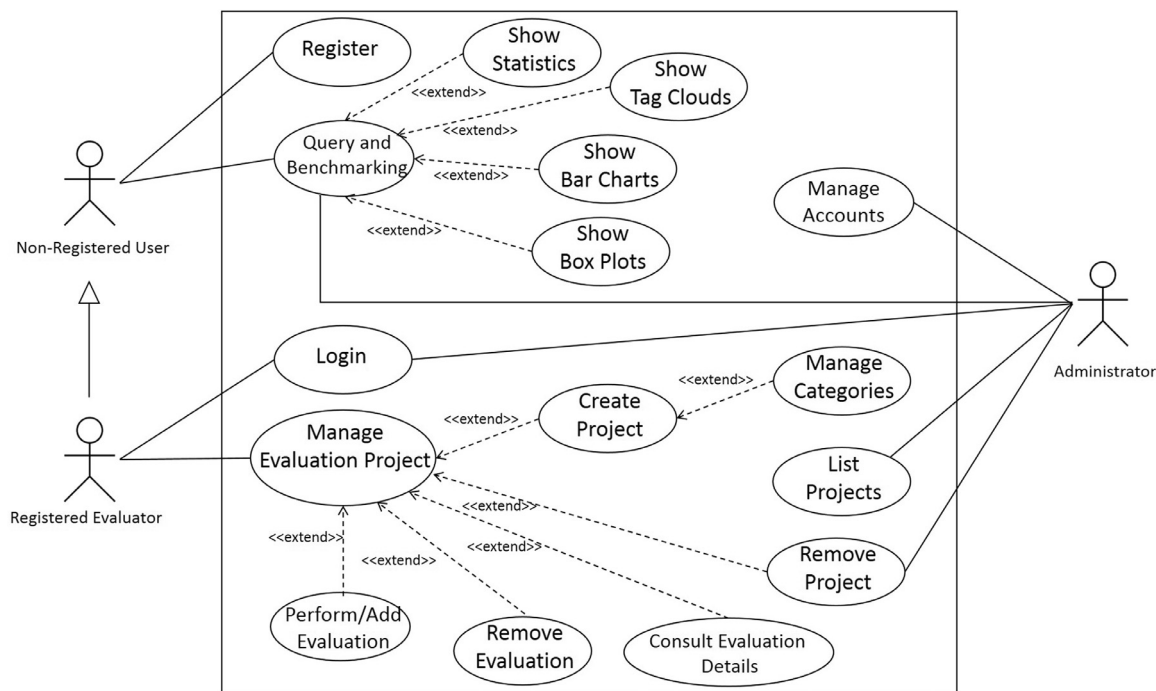 Register
Show
Statistics
Show
Tag Clouds
<<extend>>
<<extend>>
Query and
Benchmarking
Show
Bar Charts
<<extend>>
Manage
Accounts
<<extend>>
Show
Box Plots
Non-Registered User
Login
Administrator
Manage
Categories
<<extend>>
Create
Project
<<extend>>
Manage
Evaluation Project
List
Projects
Registered Evaluator
<<extend>>
<<extend>>
<<extend>>
<<extend>>
Remove
Project
Perform/Add
Evaluation
Remove
Evaluation
Consult Evaluation
Details